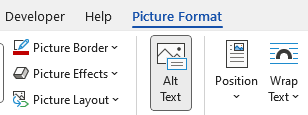 Developer Help Picture Format
Picture Border
Picture Effects
Picture Layout
Alt
Text
Position
Wrap
Text